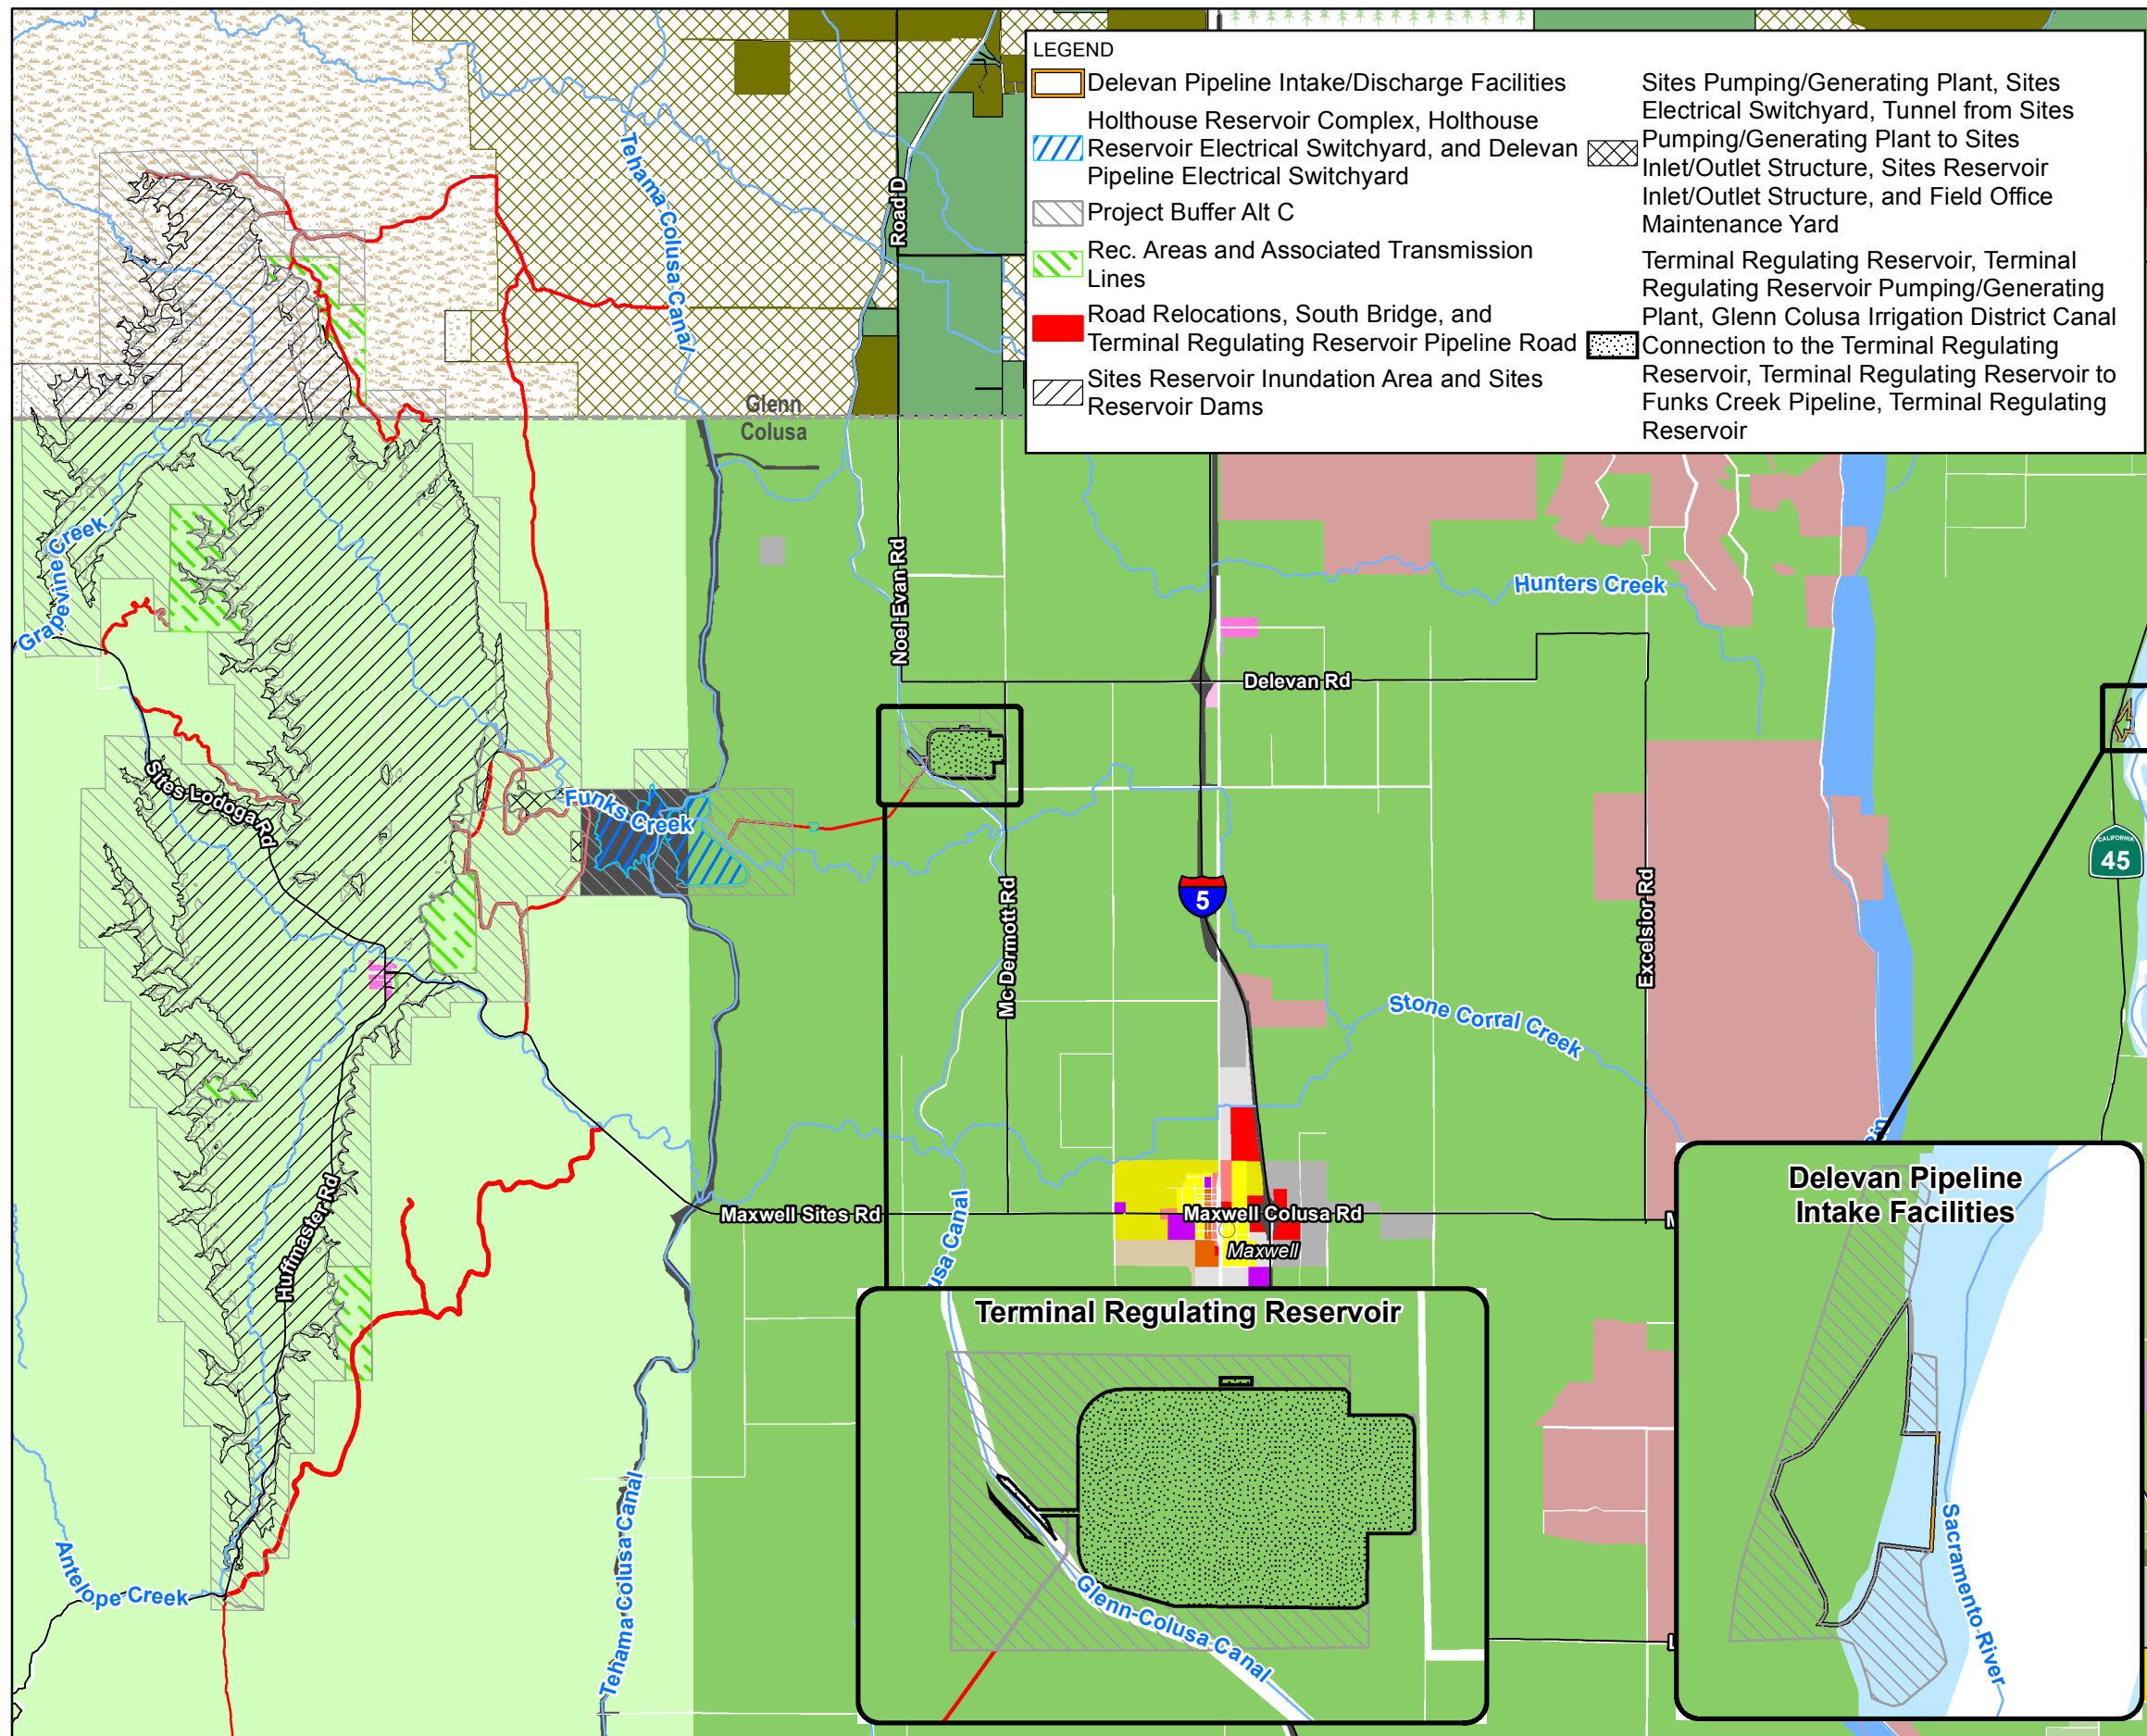 LEGEND
Delevan Pipeline Intake/Discharge Facilities
Holthouse Reservoir Complex, Holthouse
Reservoir Electrical Switchyard, and Delevan
Pipeline Electrical Switchyard
Project Buffer Alt C
Rec. Areas and Associated Transmission
Lines
Road Relocations, South Bridge, and
Terminal Regulating Reservoir Pipeline Road
Sites Reservoir Inundation Area and Sites
Reservoir Dams
Sites Pumping/Generating Plant, Sites
Electrical Switchyard, Tunnel from Sites
Pumping/Generating Plant to Sites
Inlet/Outlet Structure, Sites Reservoir
Inlet/Outlet Structure, and Field Office
Maintenance Yard
Terminal Regulating Reservoir, Terminal
Regulating Reservoir Pumping/Generating
Plant, Glenn Colusa Irrigation District Canal
Connection to the Terminal Regulating
Reservoir, Terminal Regulating Reservoir to
Funks Creek Pipeline, Terminal Regulating
Reservoir
Tehama Colusa Canal
Road D
Glenn
Colusa
Grapevine Creek
Noel Evan Rd
Hunters Creek
Delevan Rd
Sites Lodoga Rd
Funks Creek
CALIFORNIA
45
5
Mc Dermott Rd
Excelsior Rd
Stone Corral Creek
Huffmaster Rd
Maxwell Sites Rd
Maxwell Colusa Rd
Maxwell
usa Canal
Delevan Pipeline
Intake Facilities
Sacramento River
Terminal Regulating Reservoir
Glenn-Colusa Canal
Antelope Creek
Tehama Colusa Canal